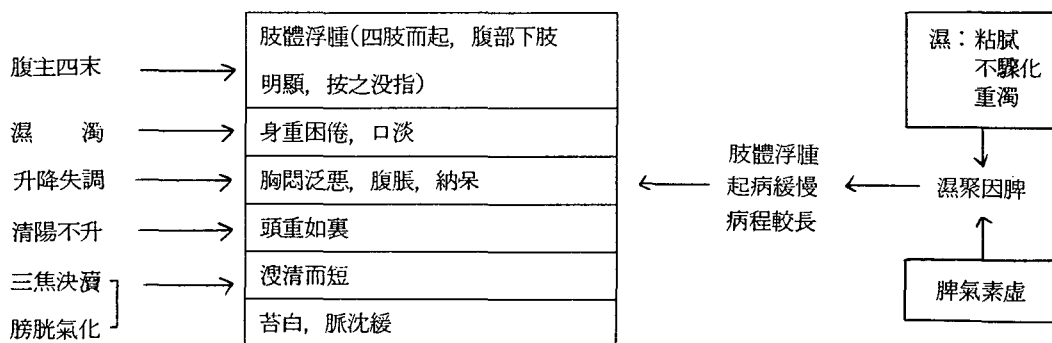 腹主四末
濕 濁
升降失調
清陽不升
三焦決瀆
膀胱氣化
肢體浮腫(四肢而起, 腹部下肢
明顯, 按之没指)
身重困倦, 口淡
胸悶泛悪, 腹脹, 納呆
頭重如裏
溲清而短
苔白, 脈沈緩
肢體浮腫
起病緩慢
病程較長
濕：粘膩
不驟化
重濁
濕聚因脾
脾氣素虛